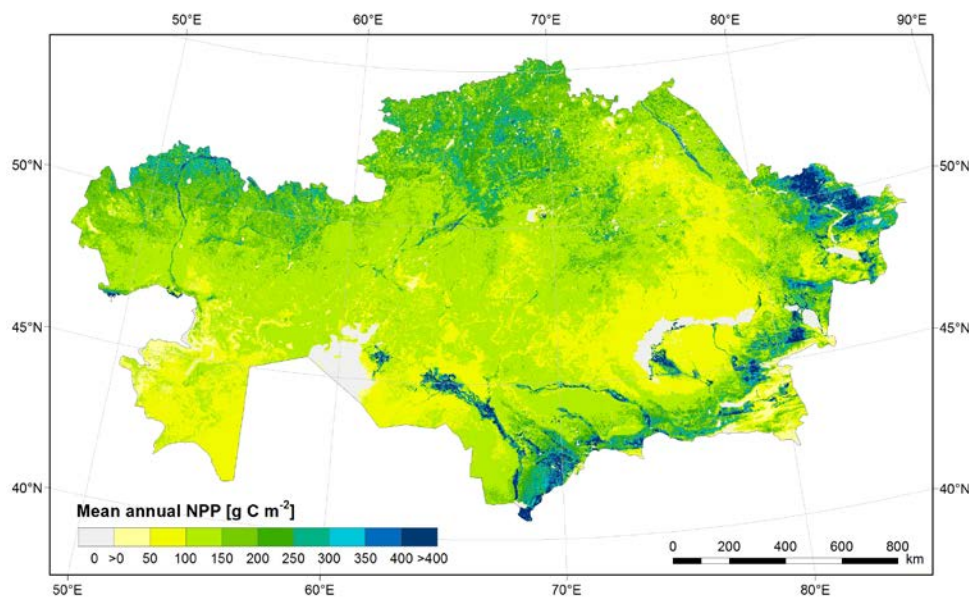 50°E 60°E 70°E 80°E 90°E
50°N 50°N
45°N 45°N
40°N 40°N
Mean annual NPP [g C m⁻²]
0 >0 50 100 150 200 250 300 350 400 >400
0 200 400 600 800
km
50°E 60°E 70°E 80°E